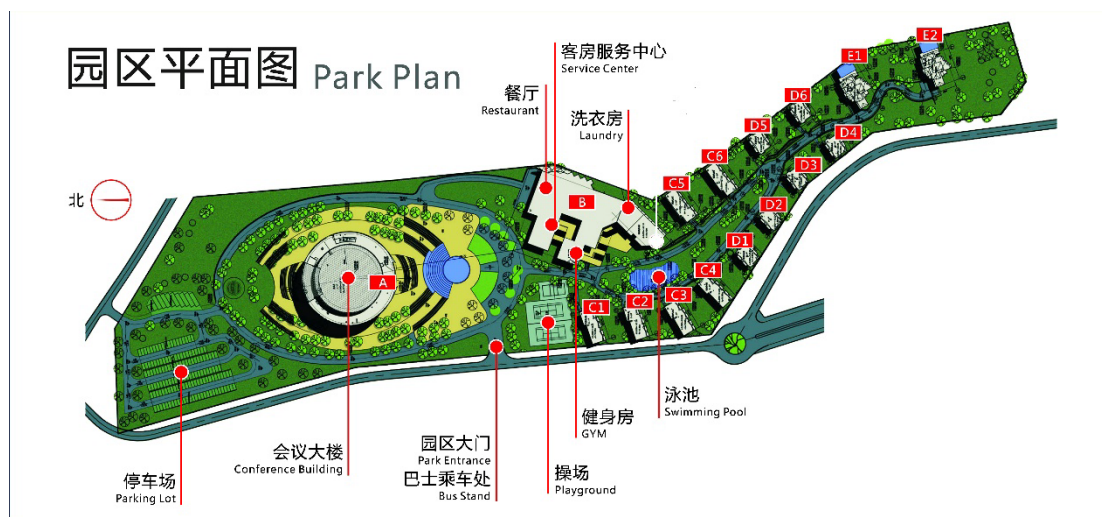 园区平面图 Park Plan
客房服务中心
Service Center
餐厅
Restaurant
洗衣房
Laundry
北
E2
E1
D6
D5
D4
C6
D3
C5
B
D2
D1
A
C4
C1
C2
C3
泳池
Swimming Pool
健身房
GYM
园区大门
Park Entrance
巴士乘车处
Bus Stand
操场
Playground
会议大楼
Conference Building
停车场
Parking Lot